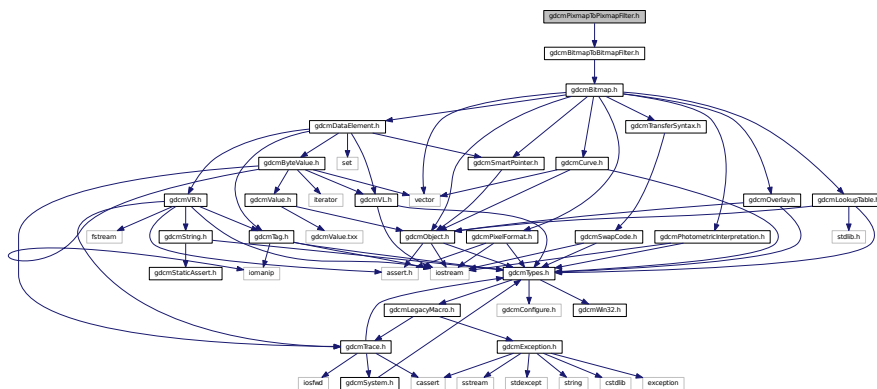 gdcmPixmapToPixmapFilter.h
gdcmBitmapToBitmapFilter.h
gdcmBitmap.h
gdcmDataElement.h
gdcmTransferSyntax.h
gdcmByteValue.h
set
gdcmSmartPointer.h
gdcmCurve.h
gdcmVR.h
gdcmValue.h
iterator
gdcmVL.h
vector
gdcmOverlay.h
gdcmLookupTable.h
fstream
gdcmString.h
gdcmTag.h
gdcmValue.txx
gdcmObject.h
gdcmPixelFormat.h
gdcmSwapCode.h
gdcmPhotometricInterpretation.h
stdlib.h
gdcmStaticAssert.h
iomanip
assert.h
iostream
gdcmTypes.h
gdcmLegacyMacro.h
gdcmConfigure.h
gdcmWin32.h
gdcmTrace.h
gdcmException.h
iosfwd
gdcmSystem.h
cassert
sstream
stdexcept
string
cstdlib
exception